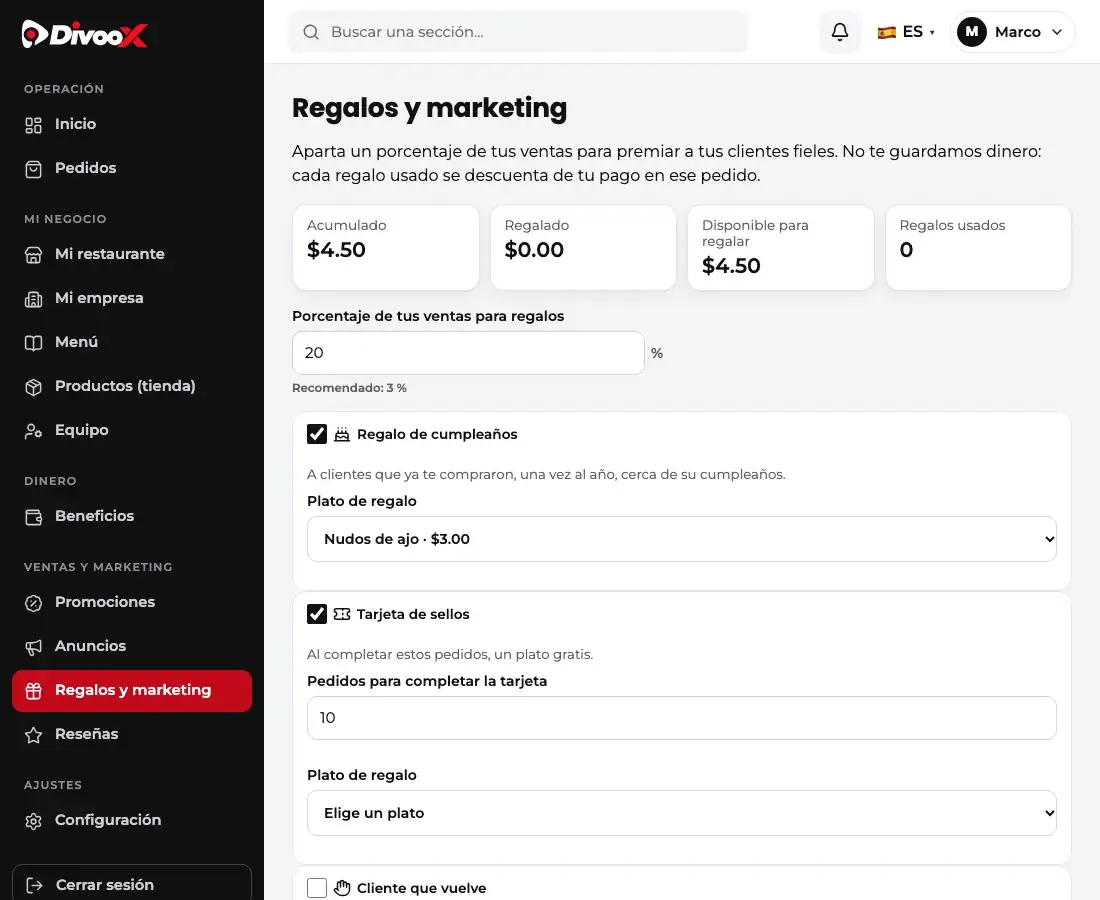 DivooX
OPERACIÓN
Inicio
Pedidos
MI NEGOCIO
Mi restaurante
Mi empresa
Menú
Productos (tienda)
Equipo
DINERO
Beneficios
VENTAS Y MARKETING
Promociones
Anuncios
Regalos y marketing
Reseñas
AJUSTES
Configuración
Cerrar sesión
Buscar una sección...
ES
M Marco
Regalos y marketing
Aparta un porcentaje de tus ventas para premiar a tus clientes fieles. No te guardamos dinero:
cada regalo usado se descuenta de tu pago en ese pedido.
Acumulado
$4.50
Regalado
$0.00
Disponible para
regalar
$4.50
Regalos usados
0
Porcentaje de tus ventas para regalos
20 %
Recomendado: 3 %
Regalo de cumpleaños
A clientes que ya te compraron, una vez al año, cerca de su cumpleaños.
Plato de regalo
Nudos de ajo · $3.00
Tarjeta de sellos
Al completar estos pedidos, un plato gratis.
Pedidos para completar la tarjeta
10
Plato de regalo
Elige un plato
Cliente que vuelve